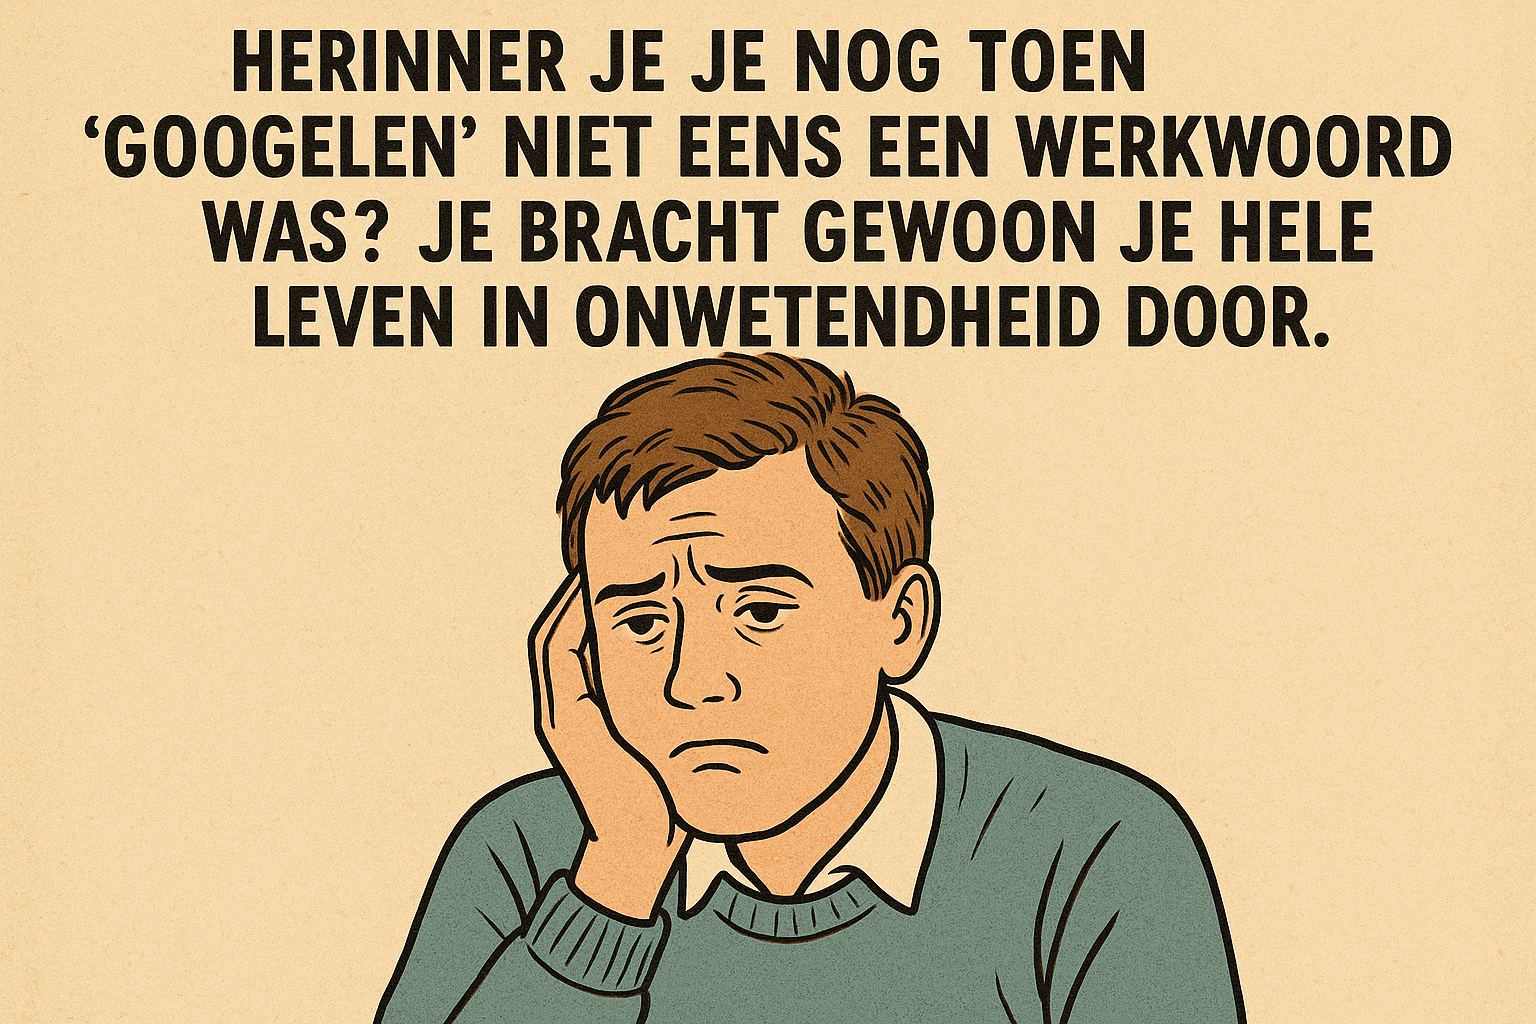 HERINNER JE JE NOG TOEN
‘GOOGELEN’ NIET EENS EEN WERKWOORD
WAS? JE BRACHT GEWOON JE HELE
LEVEN IN ONWETENDHEID DOOR.